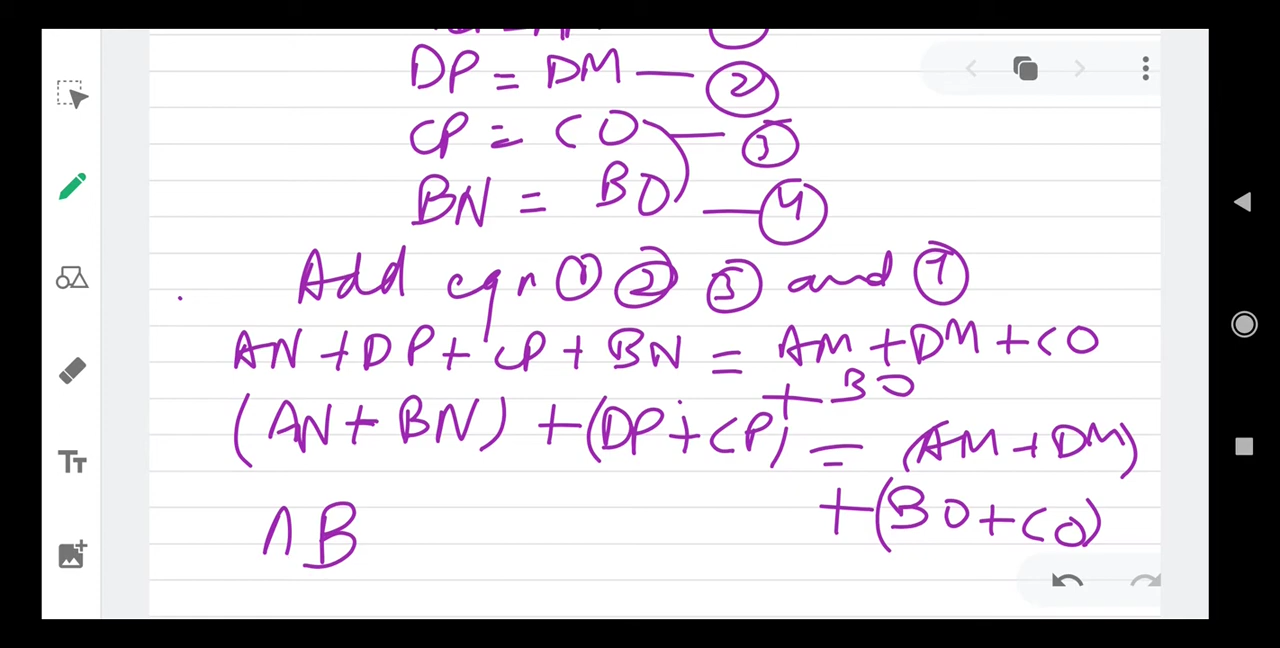 DP = DM — ②
CP = CO — ③
BN = BO — ④
Add eqn ① ② ③ and ④
AN + DP + CP + BN = AM + DM + CO
+ BO
(AN + BN) + (DP + CP) = (AM + DM)
+ (BO + CO)
AB
Tt